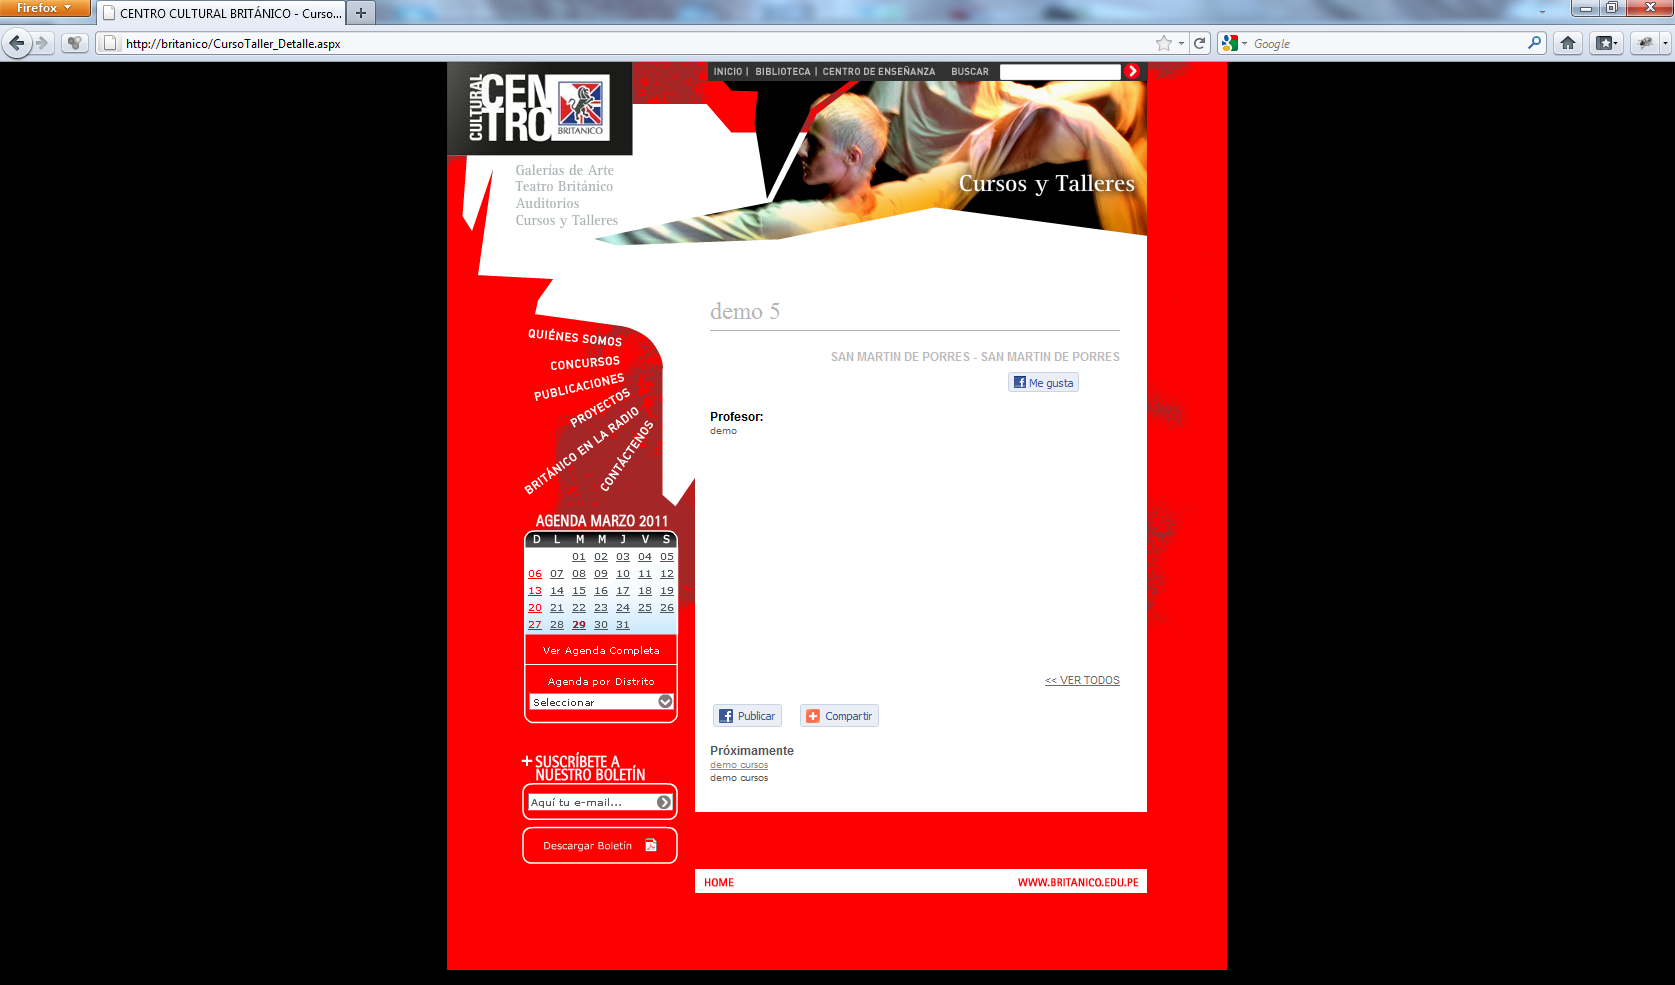 Firefox
CENTRO CULTURAL BRITÁNICO - Curso...
http://britanico/CursoTaller_Detalle.aspx
Google
CULTURAL
CEN
TRO
BRITANICO
INICIO | BIBLIOTECA | CENTRO DE ENSEÑANZA BUSCAR
Galerías de Arte
Teatro Británico
Auditorios
Cursos y Talleres
Cursos y Talleres
QUIÉNES SOMOS
CONCURSOS
PUBLICACIONES
PROYECTOS
BRITÁNICO EN LA RADIO
CONTÁCTENOS
AGENDA MARZO 2011
D L M M J V S
01 02 03 04 05
06 07 08 09 10 11 12
13 14 15 16 17 18 19
20 21 22 23 24 25 26
27 28 29 30 31
Ver Agenda Completa
Agenda por Distrito
Seleccionar
+ SUSCRÍBETE A
NUESTRO BOLETÍN
Aquí tu e-mail...
Descargar Boletín
demo 5
SAN MARTIN DE PORRES - SAN MARTIN DE PORRES
Me gusta
Profesor:
demo
<< VER TODOS
Publicar Compartir
Próximamente
demo cursos
demo cursos
HOME WWW.BRITANICO.EDU.PE